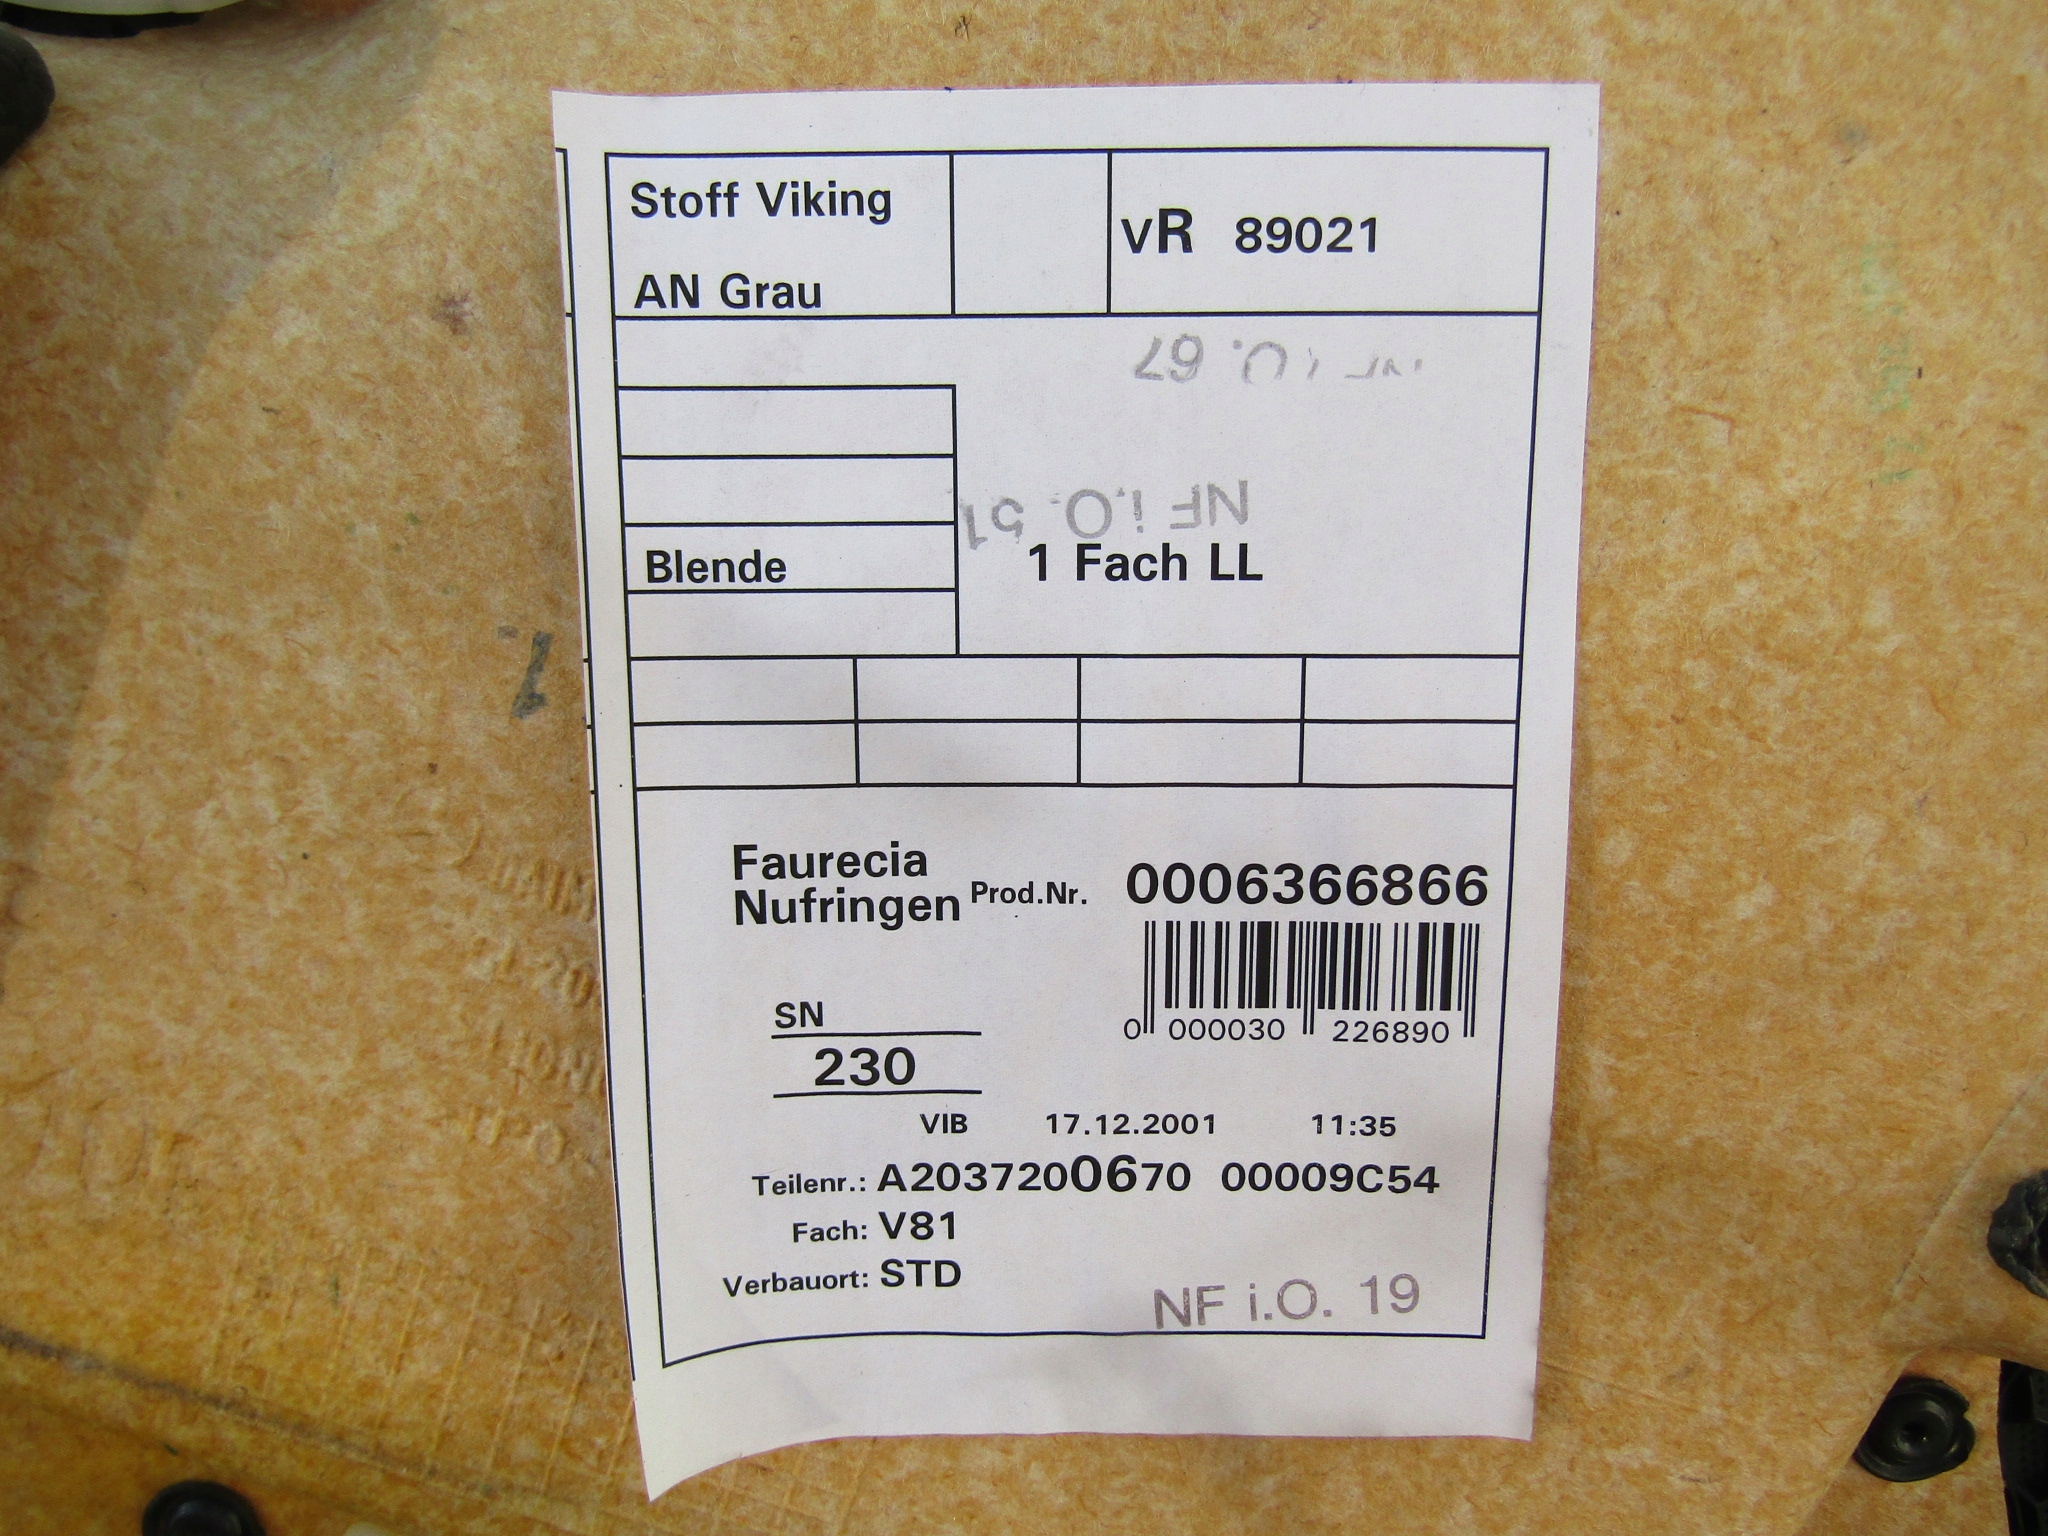 Stoff Viking
AN Grau
VR 89021
67
NF i.O. 51
Blende
1 Fach LL
Faurecia
Nufringen
Prod.Nr. 0006366866
0 000030 226890
SN
230
VIB 17.12.2001 11:35
Teilenr.: A2037200670 00009C54
Fach: V81
Verbauort: STD
NF i.O. 19